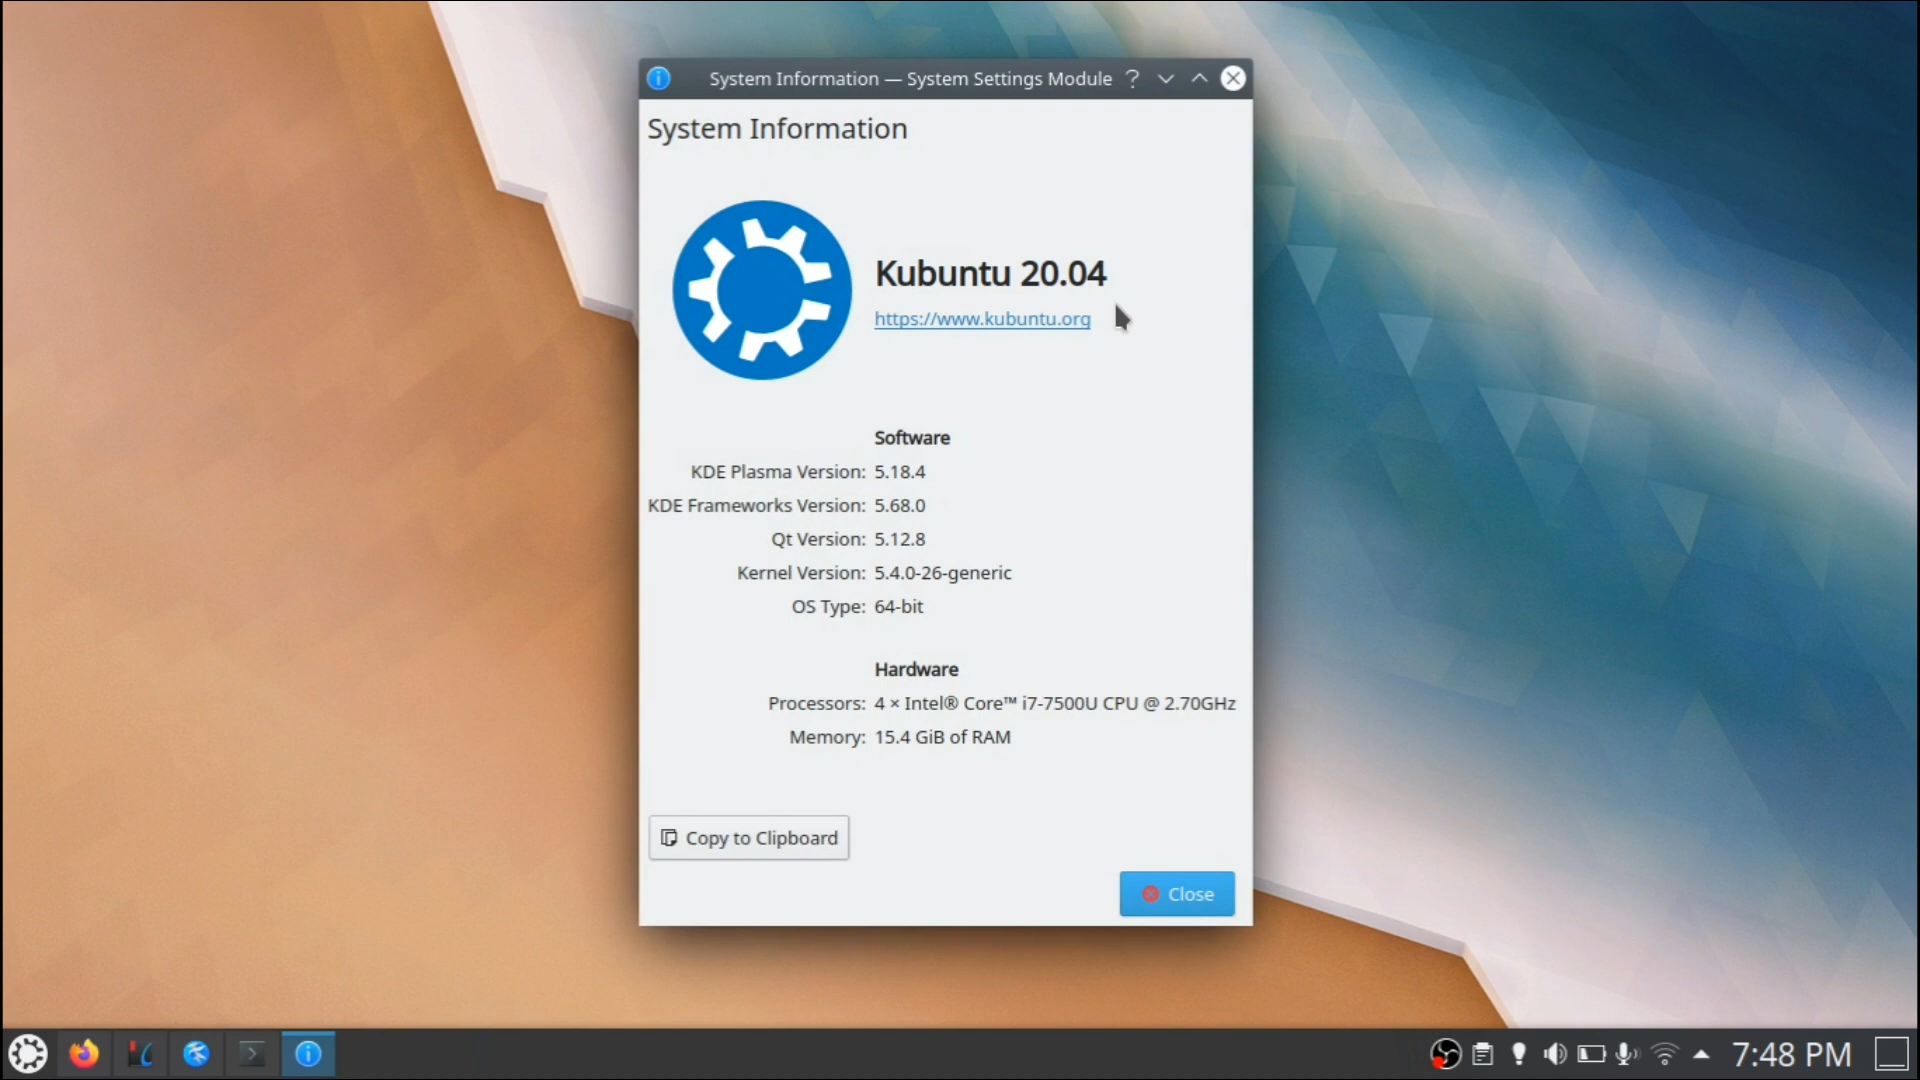 System Information — System Settings Module
System Information
Kubuntu 20.04
https://www.kubuntu.org
Software
KDE Plasma Version: 5.18.4
KDE Frameworks Version: 5.68.0
Qt Version: 5.12.8
Kernel Version: 5.4.0-26-generic
OS Type: 64-bit
Hardware
Processors: 4 × Intel® Core™ i7-7500U CPU @ 2.70GHz
Memory: 15.4 GiB of RAM
Copy to Clipboard
Close
7:48 PM